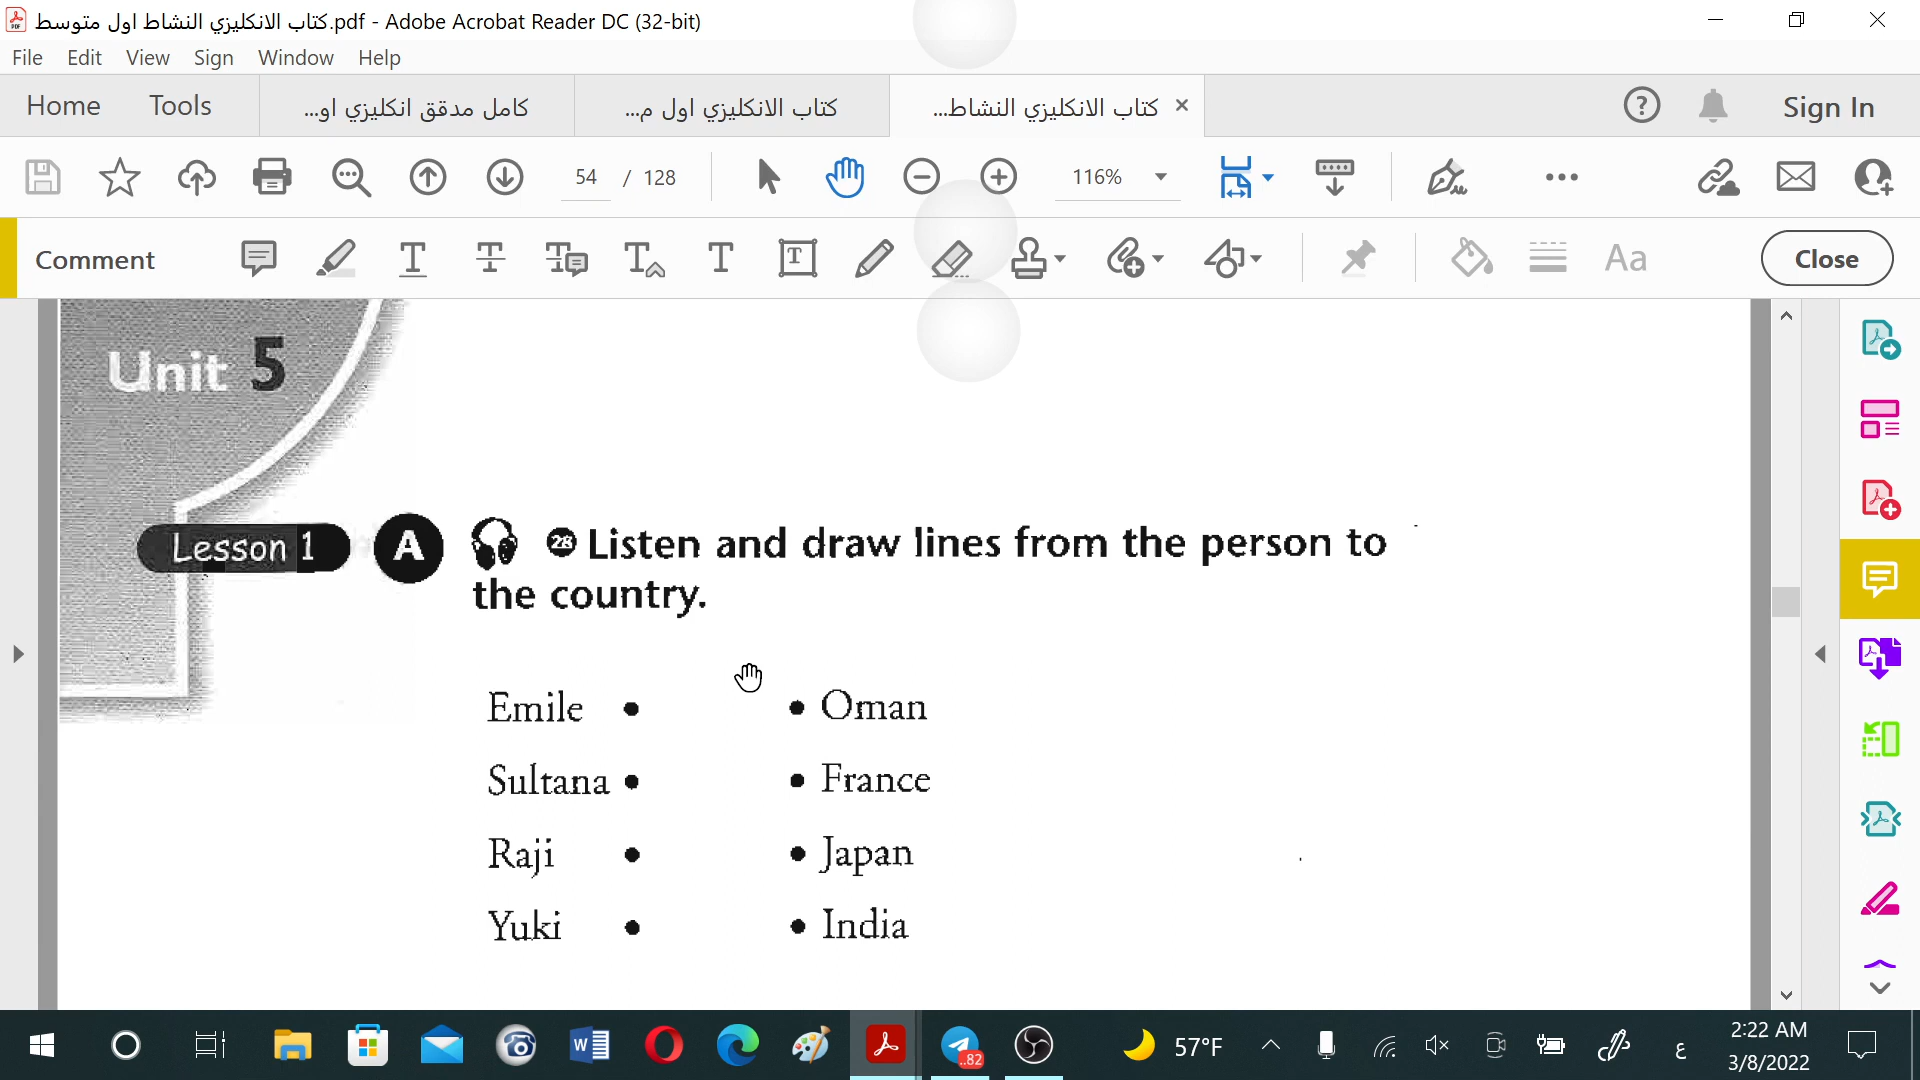 كتاب الانكليزي النشاط اول متوسط.pdf - Adobe Acrobat Reader DC (32-bit)
File Edit View Sign Window Help
Home Tools كامل مدقق انكليزي او... كتاب الانكليزي اول م... كتاب الانكليزي النشاط... Sign In
54 / 128 116%
Comment Close
Unit 5
Lesson 1 A 28 Listen and draw lines from the person to
the country.
Emile • • Oman
Sultana • • France
Raji • • Japan
Yuki • • India
57°F ع 2:22 AM
..82 3/8/2022